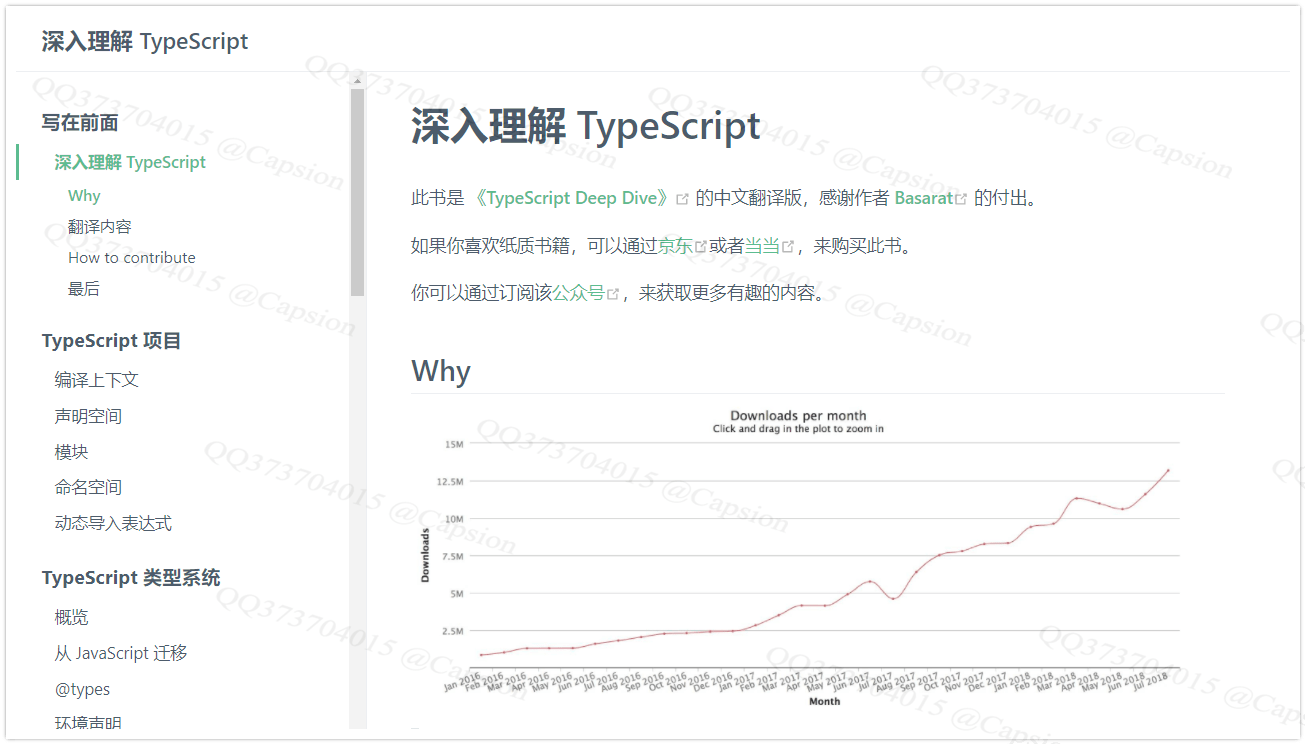 深入理解 TypeScript
写在前面
深入理解 TypeScript
Why
翻译内容
How to contribute
最后
TypeScript 项目
编译上下文
声明空间
模块
命名空间
动态导入表达式
TypeScript 类型系统
概览
从 JavaScript 迁移
@types
环境声明
深入理解 TypeScript
此书是 《TypeScript Deep Dive》 的中文翻译版，感谢作者 Basarat 的付出。
如果你喜欢纸质书籍，可以通过京东或者当当，来购买此书。
你可以通过订阅该公众号，来获取更多有趣的内容。
Why
Downloads per month
Click and drag in the plot to zoom in
15M
12.5M
10M
7.5M
5M
2.5M
Downloads
Jan 2016
Feb 2016
Mar 2016
Apr 2016
May 2016
Jun 2016
Jul 2016
Aug 2016
Sep 2016
Oct 2016
Nov 2016
Dec 2016
Jan 2017
Feb 2017
Mar 2017
Apr 2017
May 2017
Jun 2017
Jul 2017
Aug 2017
Sep 2017
Oct 2017
Nov 2017
Dec 2017
Jan 2018
Feb 2018
Mar 2018
Apr 2018
May 2018
Jun 2018
Jul 2018
Month
QQ373704015 @Capsion